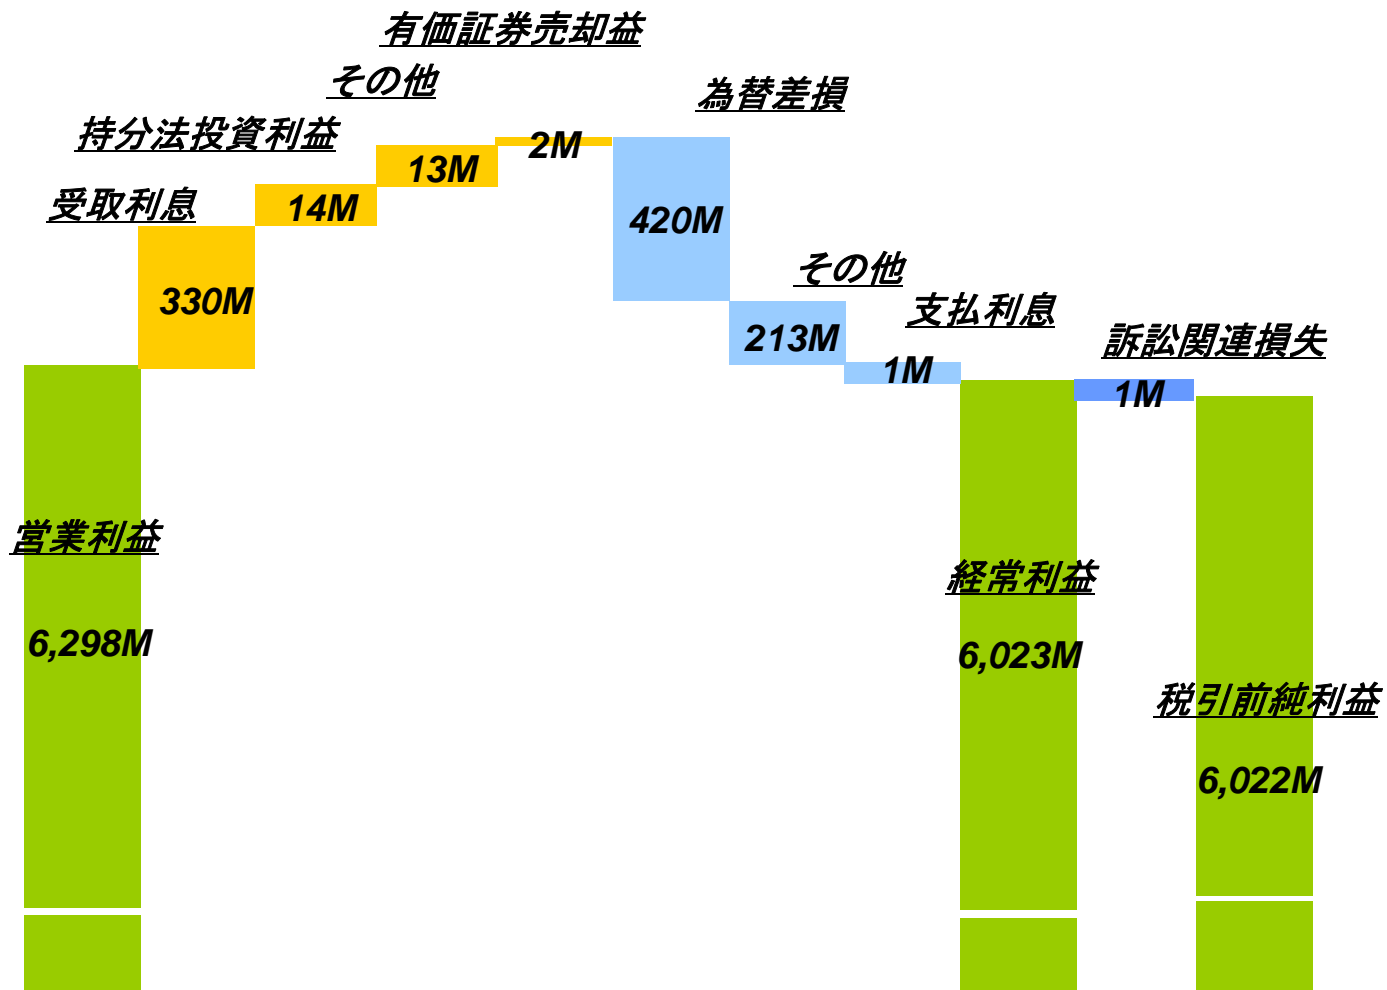 有価証券売却益
その他
為替差損
持分法投資利益
2M
13M
受取利息
14M
420M
その他
330M
支払利息
213M
訴訟関連損失
1M
1M
営業利益
経常利益
6,298M
6,023M
税引前純利益
6,022M